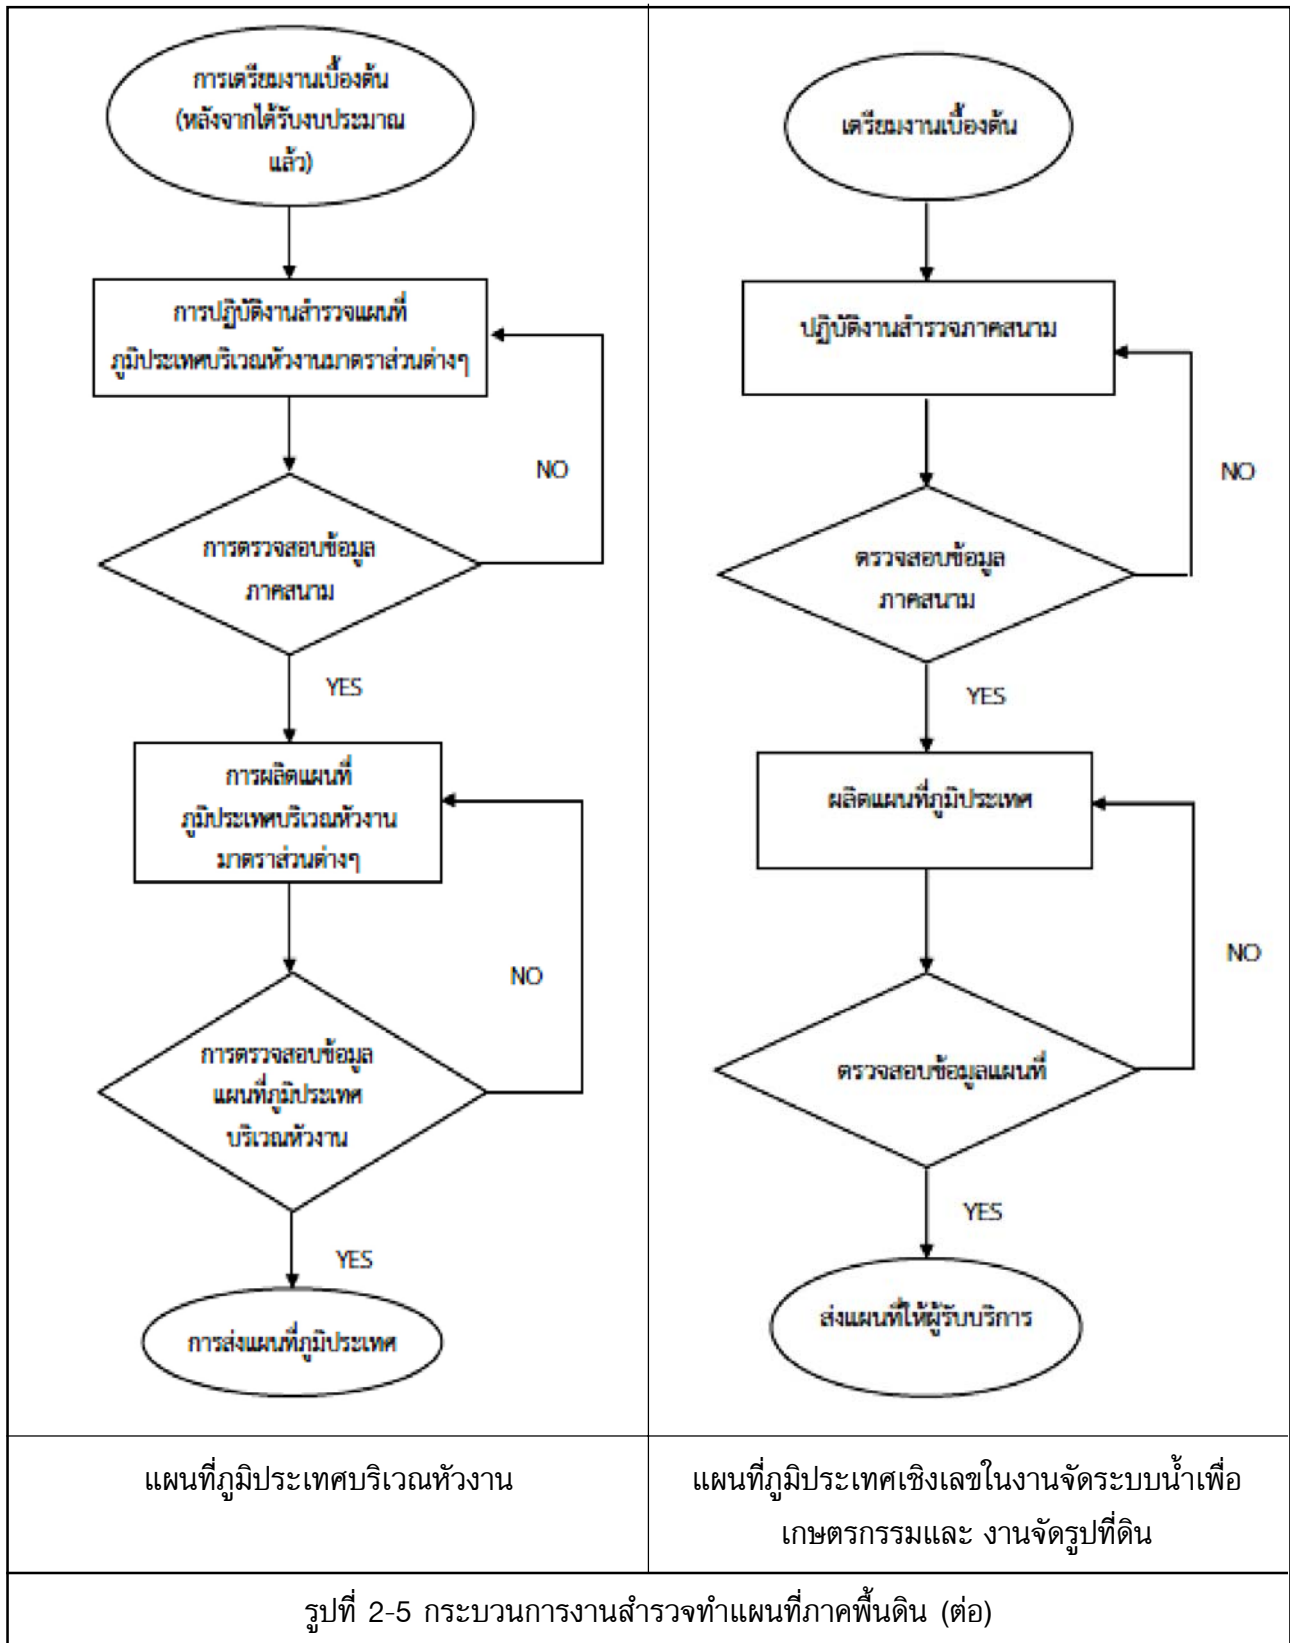 การเตรียมงานเบื้องต้น
(หลังจากได้รับงบประมาณ
แล้ว)
การปฏิบัติงานสำรวจแผนที่
ภูมิประเทศบริเวณหัวงานมาตราส่วนต่างๆ
NO
การตรวจสอบข้อมูล
ภาคสนาม
YES
การผลิตแผนที่
ภูมิประเทศบริเวณหัวงาน
มาตราส่วนต่างๆ
NO
การตรวจสอบข้อมูล
แผนที่ภูมิประเทศ
บริเวณหัวงาน
YES
การส่งแผนที่ภูมิประเทศ
แผนที่ภูมิประเทศบริเวณหัวงาน
เตรียมงานเบื้องต้น
ปฏิบัติงานสำรวจภาคสนาม
NO
ตรวจสอบข้อมูล
ภาคสนาม
YES
ผลิตแผนที่ภูมิประเทศ
NO
ตรวจสอบข้อมูลแผนที่
YES
ส่งแผนที่ให้ผู้รับบริการ
แผนที่ภูมิประเทศเชิงเลขในงานจัดระบบน้ำเพื่อ
เกษตรกรรมและ งานจัดรูปที่ดิน
รูปที่ 2-5 กระบวนการงานสำรวจทำแผนที่ภาคพื้นดิน (ต่อ)